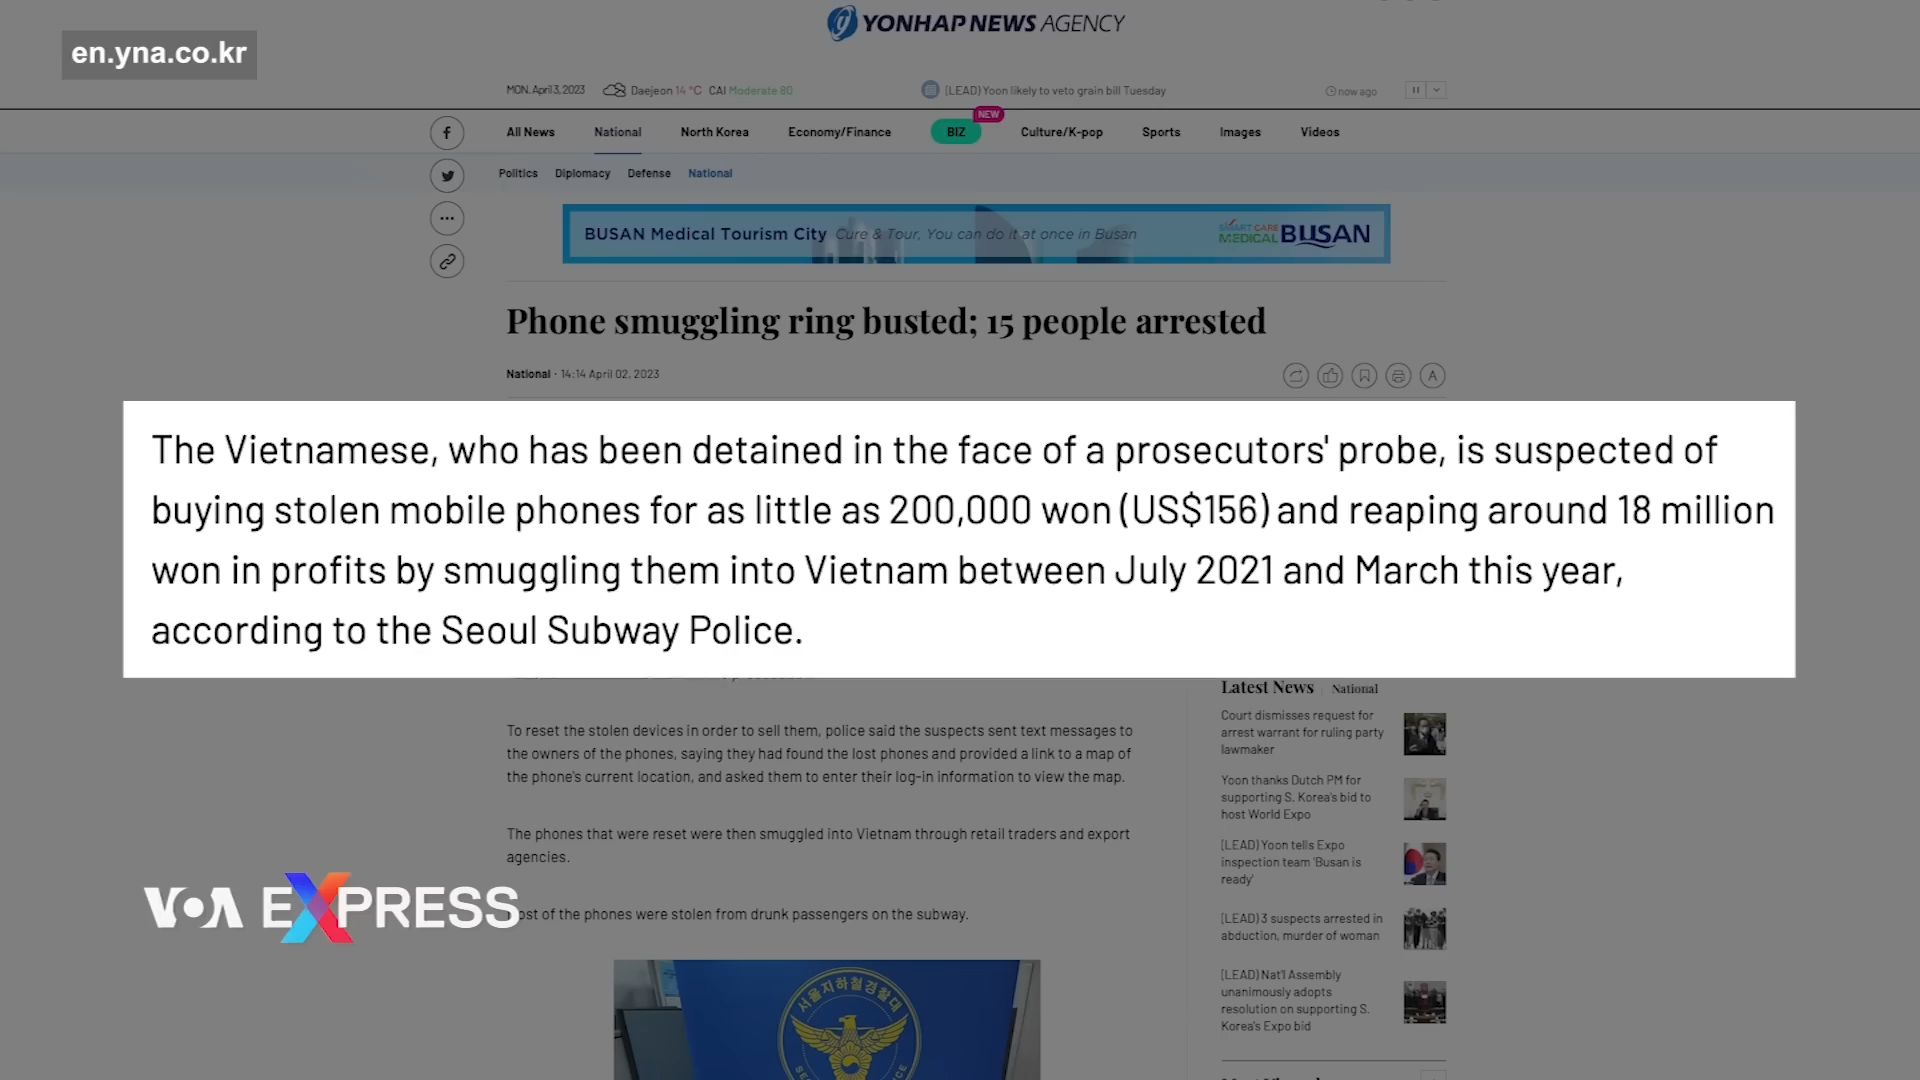 en.yna.co.kr
YONHAP NEWS AGENCY
MON. April 3, 2023 Daejeon 14 °C CAI Moderate 80
[LEAD] Yoon likely to veto grain bill Tuesday
now ago
All News National North Korea Economy/Finance BIZ NEW Culture/K-pop Sports Images Videos
Politics Diplomacy Defense National
BUSAN Medical Tourism City Cure & Tour, You can do it at once in Busan
SMART CARE
MEDICAL BUSAN
Phone smuggling ring busted; 15 people arrested
National · 14:14 April 02, 2023
A
The Vietnamese, who has been detained in the face of a prosecutors' probe, is suspected of
buying stolen mobile phones for as little as 200,000 won (US$156) and reaping around 18 million
won in profits by smuggling them into Vietnam between July 2021 and March this year,
according to the Seoul Subway Police.
To reset the stolen devices in order to sell them, police said the suspects sent text messages to
the owners of the phones, saying they had found the lost phones and provided a link to a map of
the phone's current location, and asked them to enter their log-in information to view the map.
The phones that were reset were then smuggled into Vietnam through retail traders and export
agencies.
ost of the phones were stolen from drunk passengers on the subway.
VOA EXPRESS
서울지하철경찰대
Latest News National
Court dismisses request for
arrest warrant for ruling party
lawmaker
Yoon thanks Dutch PM for
supporting S. Korea's bid to
host World Expo
[LEAD] Yoon tells Expo
inspection team 'Busan is
ready'
[LEAD] 3 suspects arrested in
abduction, murder of woman
[LEAD] Nat'l Assembly
unanimously adopts
resolution on supporting S.
Korea's Expo bid